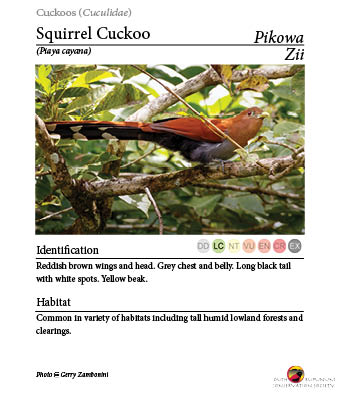 Cuckoos (Cuculidae)
Squirrel Cuckoo
Pikowa
(Piaya cayana)
Zii
DD LC NT VU EN CR EX
Identification
Reddish brown wings and head. Grey chest and belly. Long black tail
with white spots. Yellow beak.
Habitat
Common in variety of habitats including tall humid lowland forests and
clearings.
Photo © Gerry Zambonini
CONSERVATION SOCIETY